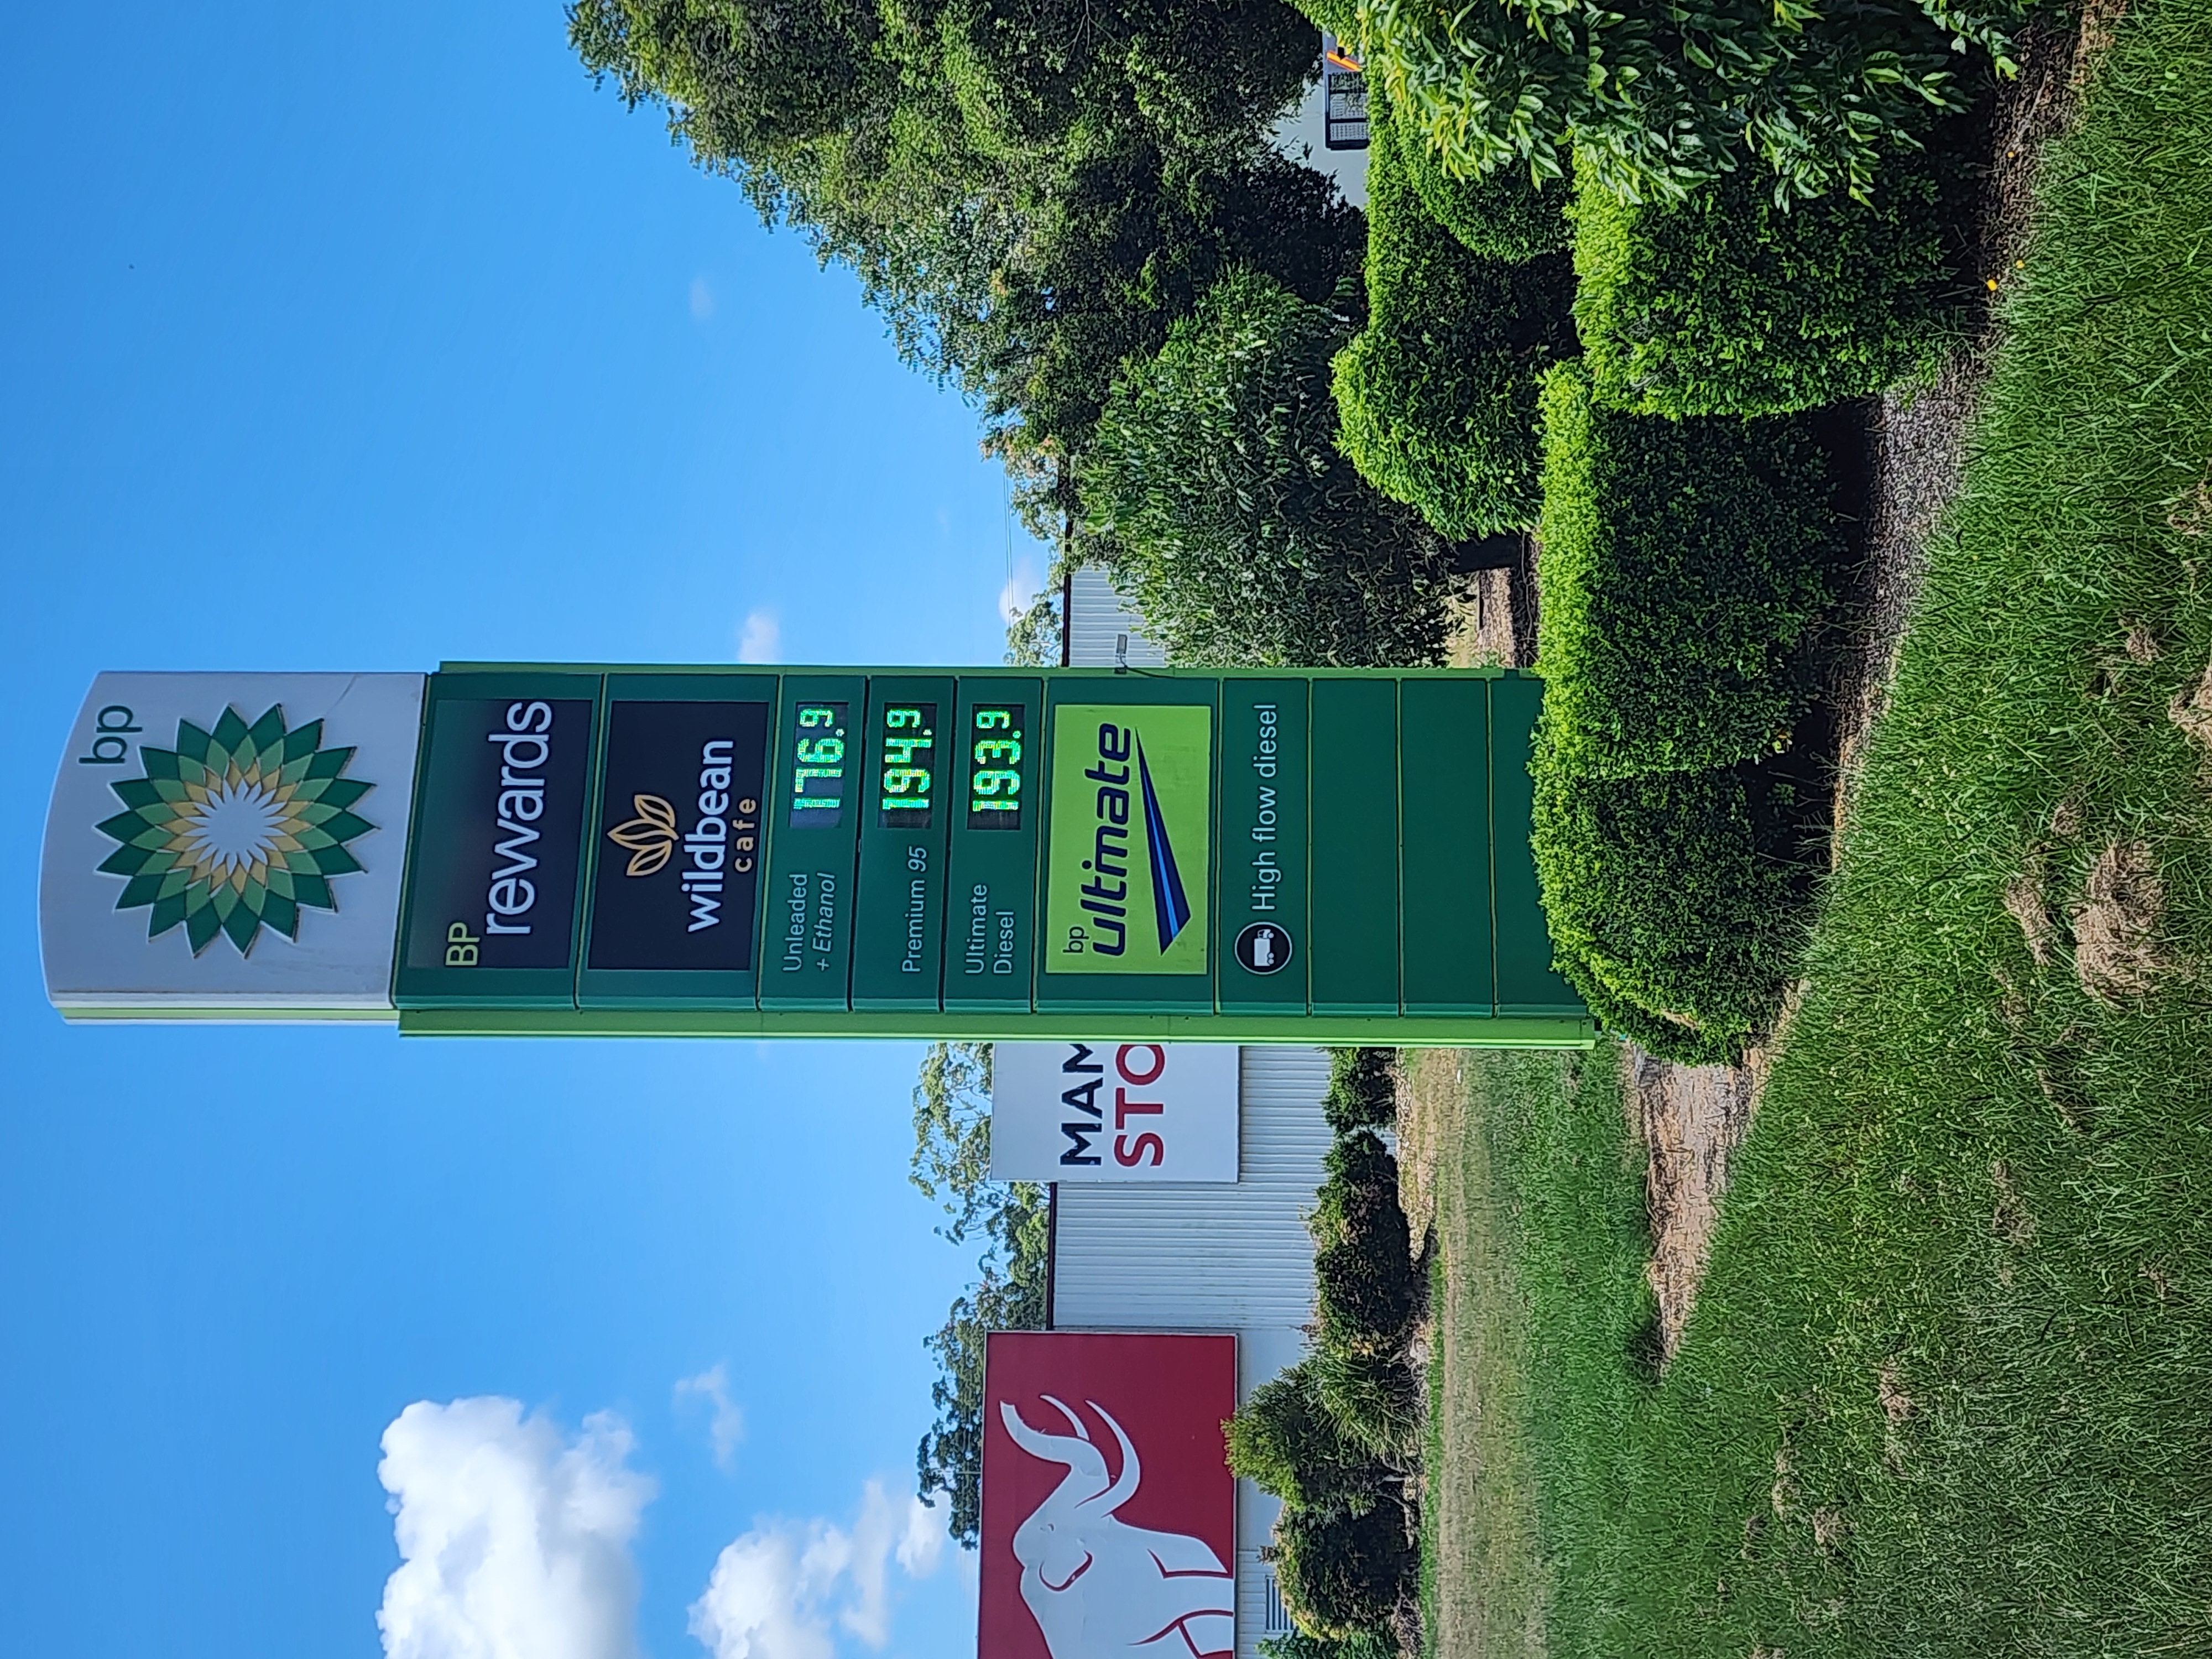 bp
BP
rewards
wildbean
cafe
Unleaded
+ Ethanol
176.9
Premium 95
194.9
Ultimate
Diesel
193.9
bp
ultimate
High flow diesel
MAM
STO